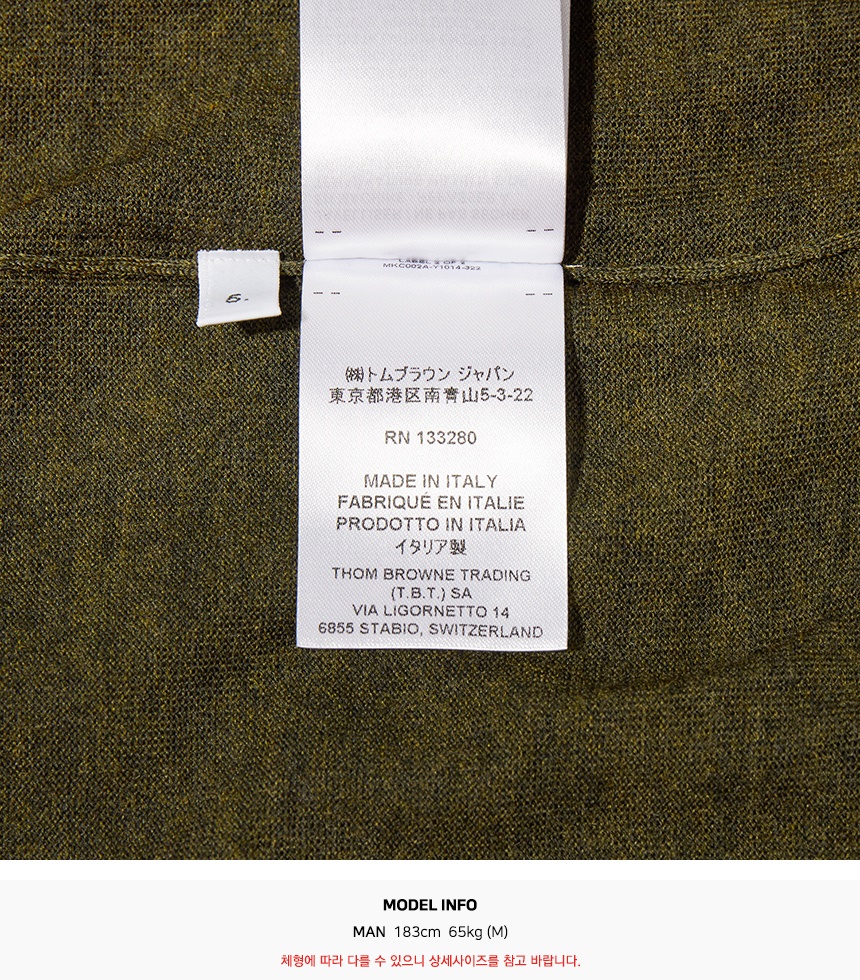 LABEL 2 OF 2
MKC002A-Y1014-322
5.
㈱トムブラウン ジャパン
東京都港区南青山5-3-22
RN 133280
MADE IN ITALY
FABRIQUÉ EN ITALIE
PRODOTTO IN ITALIA
イタリア製
THOM BROWNE TRADING
(T.B.T.) SA
VIA LIGORNETTO 14
6855 STABIO, SWITZERLAND
MODEL INFO
MAN 183cm 65kg (M)
체형에 따라 다를 수 있으니 상세사이즈를 참고 바랍니다.